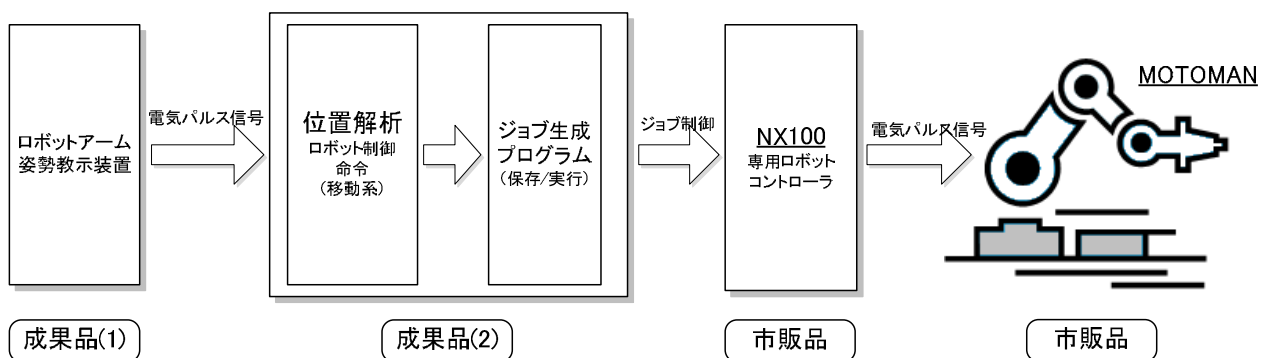 ロボットアーム
姿勢教示装置
電気パルス信号
位置解析
ロボット制御
命令
(移動系)
ジョブ生成
プログラム
(保存/実行)
ジョブ制御
NX100
専用ロボット
コントローラ
電気パルス信号
MOTOMAN
成果品(1)
成果品(2)
市販品
市販品